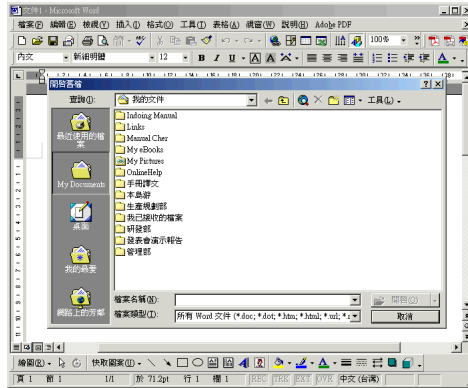 文件1 - Microsoft Word
檔案(F) 編輯(E) 檢視(V) 插入(I) 格式(O) 工具(T) 表格(A) 視窗(W) 說明(H) Adobe PDF
100%
內文 新細明體 12 B I U A A A
開啓舊檔
查詢(I): 我的文件 工具(L)
最近使用的檔案
My Documents
桌面
我的最愛
網路上的芳鄰
Indoing Manual
Links
Manual Cher
My eBooks
My Pictures
OnlineHelp
手冊譯文
本島游
生產規劃部
我已接收的檔案
研發部
發表會演示報告
管理部
檔案名稱(N): 開啓(O)
檔案類型(T): 所有 Word 文件 (*.doc; *.dot; *.htm; *.html; *.url; *.r 取消
繪圖(R) 快取圖案(U)
頁 1 節 1 1/1 於 71.2pt 行 1 欄 1 REC TRK EXT OVR 中文 (台灣)